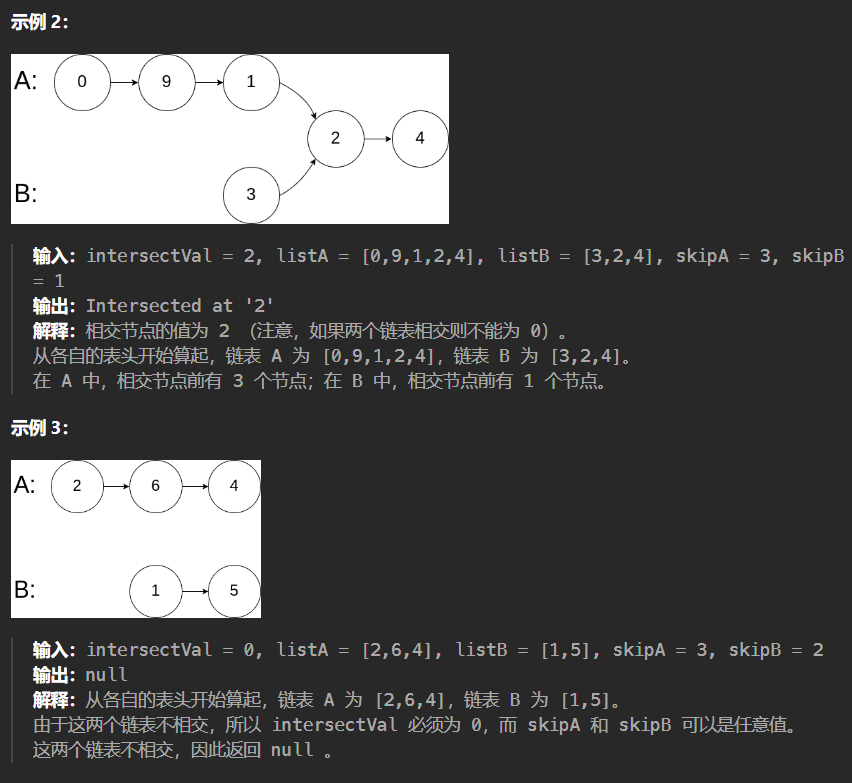 示例 2：
A: 0 9 1
2 4
B: 3
输入：intersectVal = 2, listA = [0,9,1,2,4], listB = [3,2,4], skipA = 3, skipB
= 1
输出：Intersected at '2'
解释：相交节点的值为 2 （注意，如果两个链表相交则不能为 0）。
从各自的表头开始算起，链表 A 为 [0,9,1,2,4]，链表 B 为 [3,2,4]。
在 A 中，相交节点前有 3 个节点；在 B 中，相交节点前有 1 个节点。
示例 3：
A: 2 6 4
B: 1 5
输入：intersectVal = 0, listA = [2,6,4], listB = [1,5], skipA = 3, skipB = 2
输出：null
解释：从各自的表头开始算起，链表 A 为 [2,6,4]，链表 B 为 [1,5]。
由于这两个链表不相交，所以 intersectVal 必须为 0，而 skipA 和 skipB 可以是任意值。
这两个链表不相交，因此返回 null 。